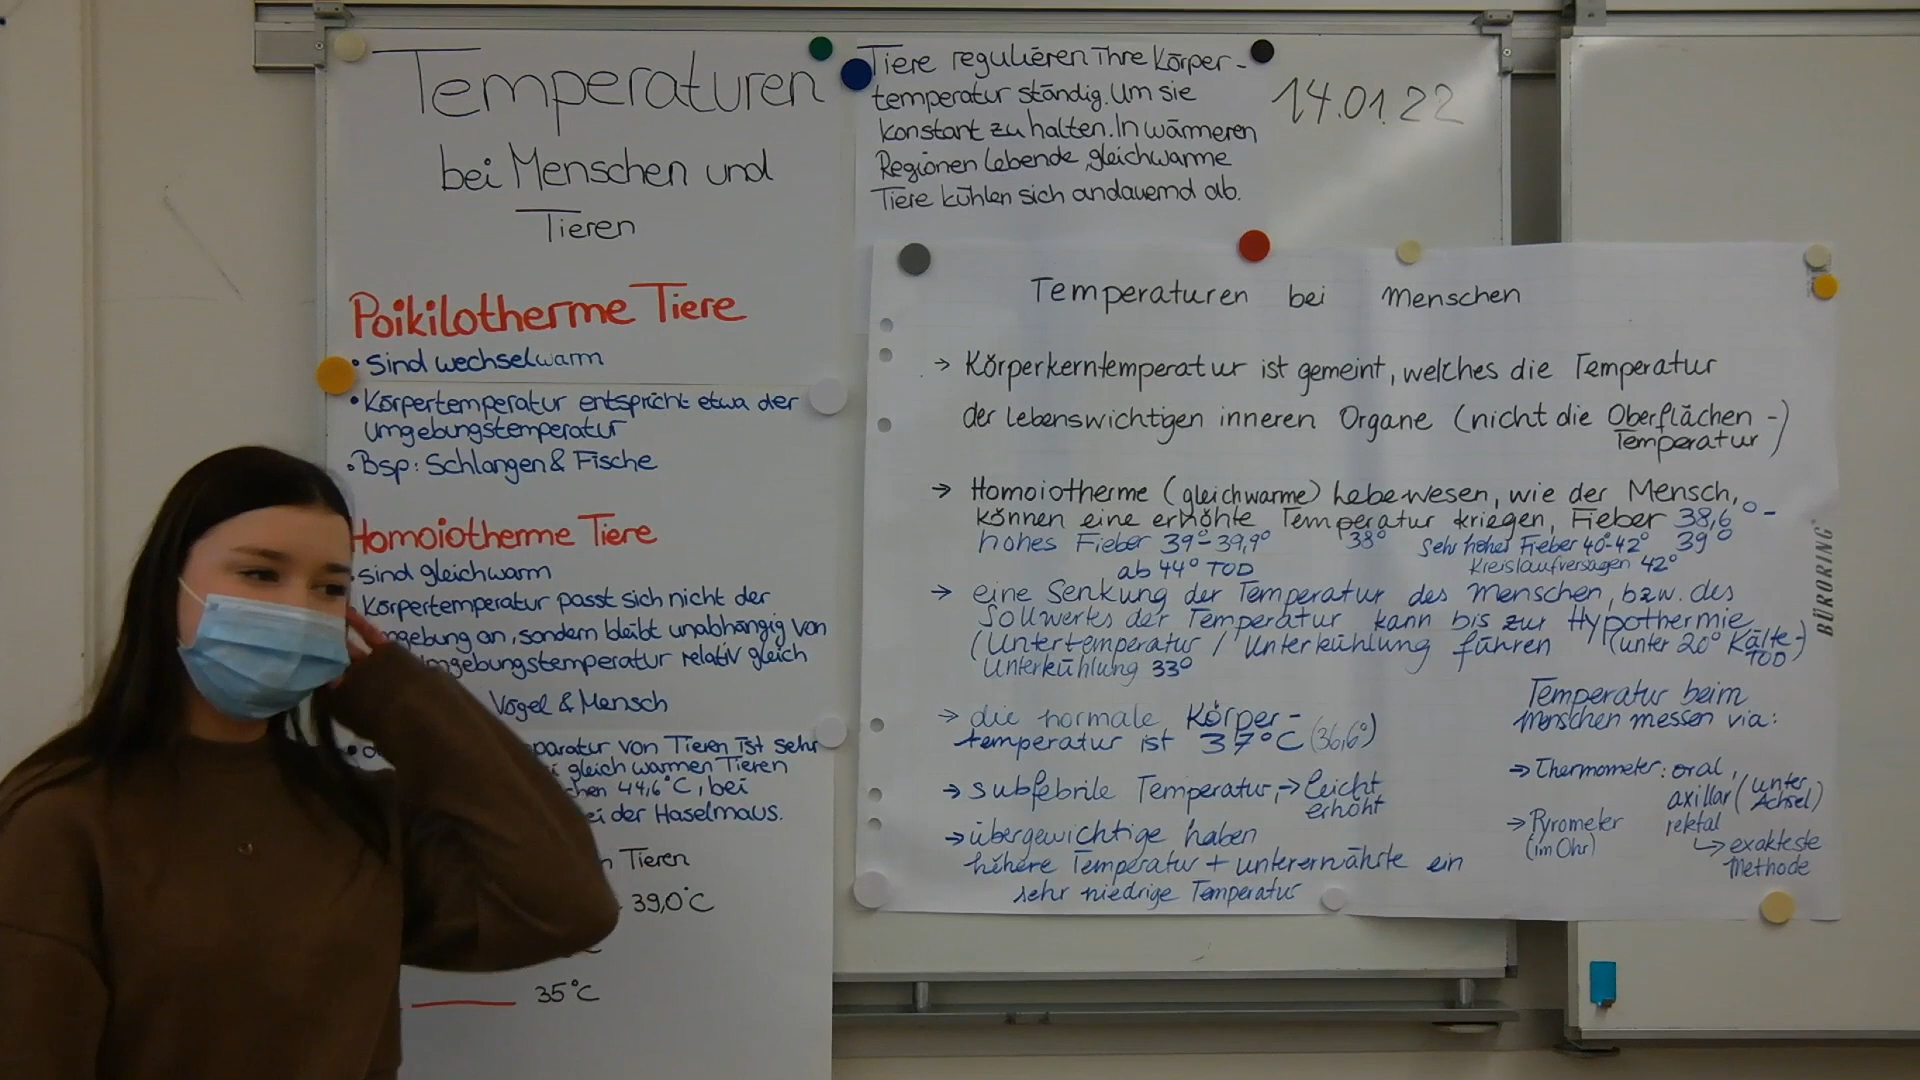 Temperaturen
bei Menschen und
Tieren
Poikilotherme Tiere
• Sind wechselwarm
• Körpertemperatur entspricht etwa der
Umgebungstemperatur
• Bsp: Schlangen & Fische
Homoiotherme Tiere
• sind gleichwarm
Körpertemperatur passt sich nicht der
an, sondern bleibt unabhängig von
relativ gleich
Vögel & Mensch
von Tieren ist sehr
gleich warmen Tieren
44,6°C, bei
der Haselmaus.
Tieren
39,0°C
35°C
Tiere regulieren ihre Körper-
temperatur ständig. Um sie
konstant zu halten. In wärmeren
Regionen lebende gleichwarme
Tiere kühlen sich andauernd ab.
14.01.22
Temperaturen bei Menschen
→ Körperkerntemperatur ist gemeint, welches die Temperatur
der lebenswichtigen inneren Organe (nicht die Oberflächen-)
Temperatur
→ Homoiotherme (gleichwarme) Lebewesen, wie der Mensch,
können eine erhöhte Temperatur kriegen, Fieber 38,6°-
hohes Fieber 39°-39,9° 38° Sehr hohes Fieber 40°-42° 39°
ab 44° TOD Kreislaufversagen 42°
→ eine Senkung der Temperatur des Menschen, bzw. des
Sollwertes der Temperatur kann bis zur Hypothermie
(Untertemperatur / Unterkühlung führen (unter 20° Kälte-)
Unterkühlung 33° TOD
→ die normale Körper-
temperatur ist 37°C (36,6°)
→ subfebrile Temperatur, → leicht
erhöht
→ übergewichtige haben
höhere Temperatur + unterernährte ein
sehr niedrige Temperatur
Temperatur beim
Menschen messen via:
→ Thermometer: oral,
axillar (unter
Achsel)
rektal
↳ exakteste
Methode
→ Pyrometer
(im Ohr)
BÜRORING